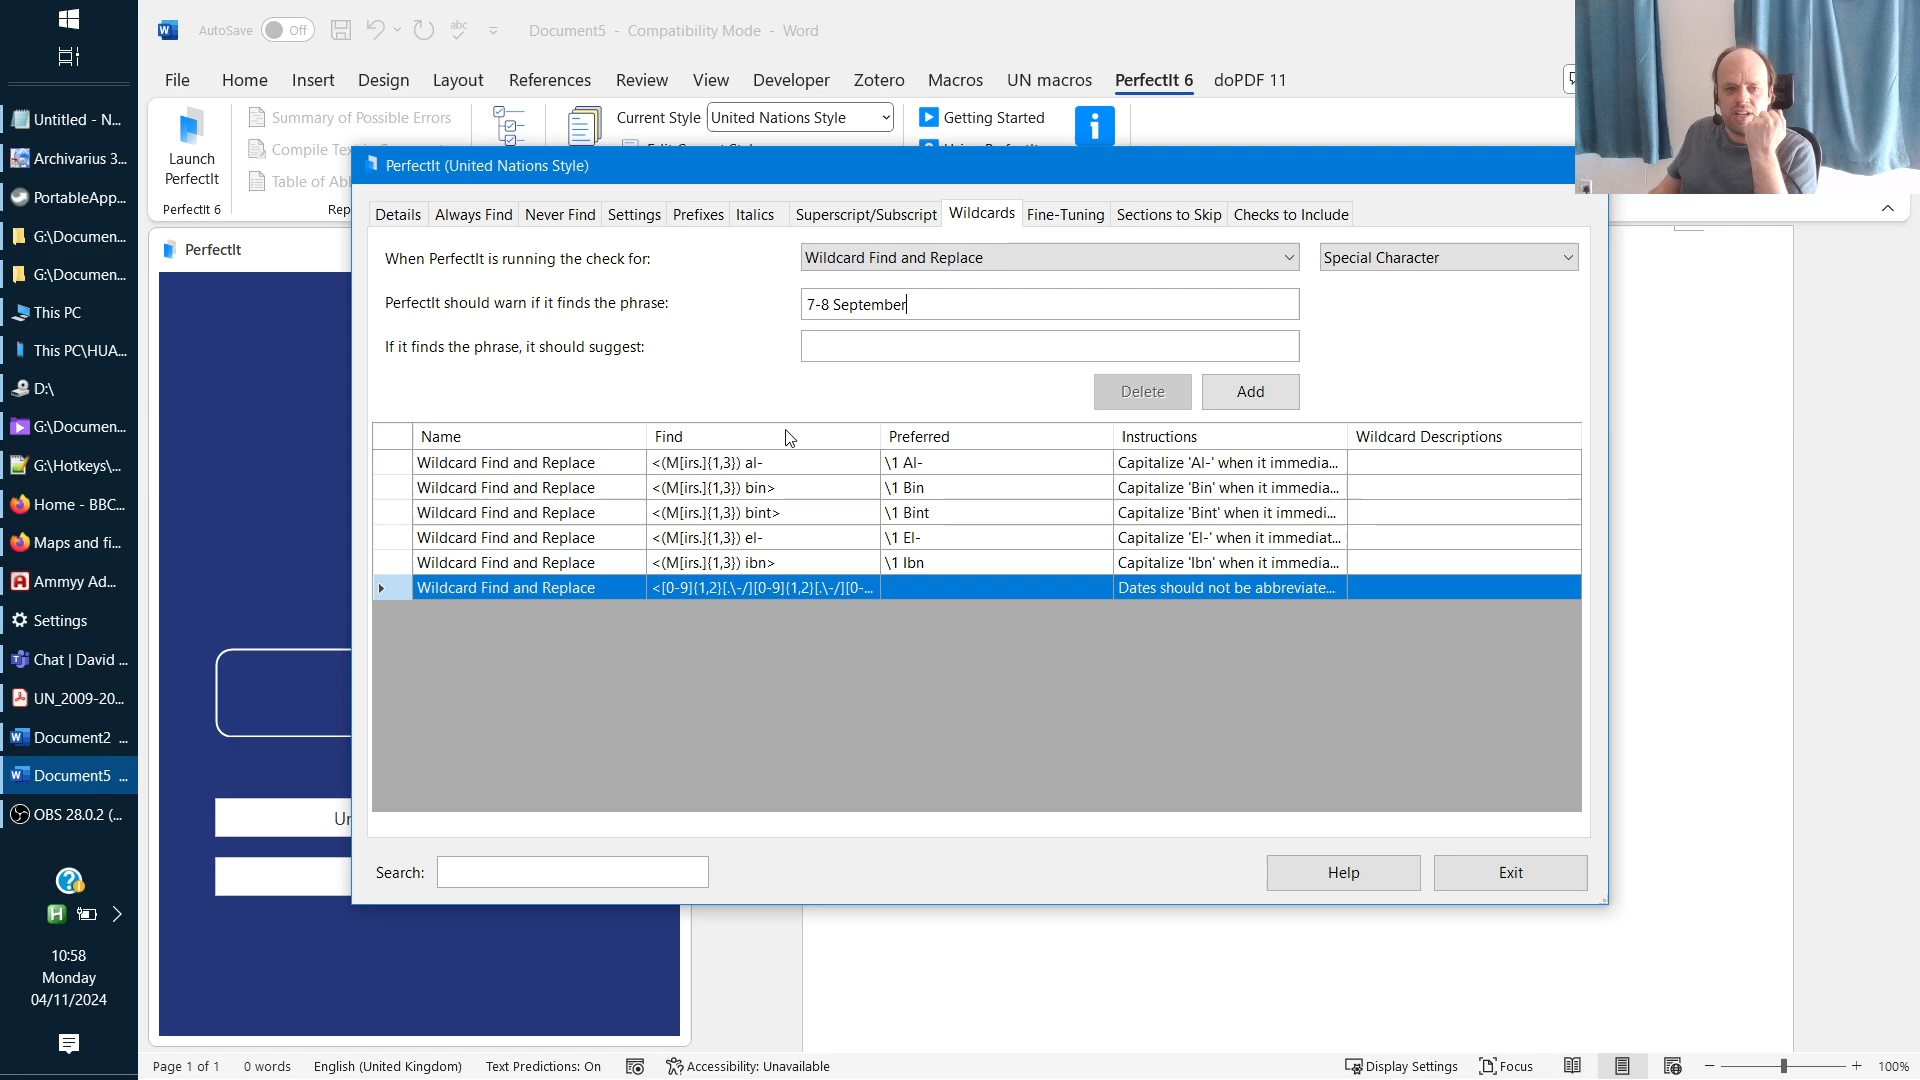 AutoSave Off Document5 - Compatibility Mode - Word
File Home Insert Design Layout References Review View Developer Zotero Macros UN macros PerfectIt 6 doPDF 11
Launch PerfectIt
PerfectIt 6
Summary of Possible Errors
Table of
Current Style United Nations Style
Getting Started
PerfectIt (United Nations Style)
Details Always Find Never Find Settings Prefixes Italics Superscript/Subscript Wildcards Fine-Tuning Sections to Skip Checks to Include
When PerfectIt is running the check for: Wildcard Find and Replace Special Character
PerfectIt should warn if it finds the phrase: 7-8 September
If it finds the phrase, it should suggest:
Delete Add
Name Find Preferred Instructions Wildcard Descriptions
Wildcard Find and Replace <(M[irs.]{1,3}) al- \1 Al- Capitalize 'Al-' when it immedia...
Wildcard Find and Replace <(M[irs.]{1,3}) bin> \1 Bin Capitalize 'Bin' when it immedia...
Wildcard Find and Replace <(M[irs.]{1,3}) bint> \1 Bint Capitalize 'Bint' when it immedi...
Wildcard Find and Replace <(M[irs.]{1,3}) el- \1 El- Capitalize 'El-' when it immediat...
Wildcard Find and Replace <(M[irs.]{1,3}) ibn> \1 Ibn Capitalize 'Ibn' when it immedia...
Wildcard Find and Replace <[0-9]{1,2}[.\-/][0-9]{1,2}[.\-/][0-... Dates should not be abbreviate...
Search:
Help Exit
PerfectIt
Untitled - N...
Archivarius 3...
PortableApp...
G:\Documen...
G:\Documen...
This PC
This PC\HUA...
D:\
G:\Documen...
G:\Hotkeys\...
Home - BBC...
Maps and fi...
Ammyy Ad...
Settings
Chat | David ...
UN_2009-20...
Document2 ...
Document5 ...
OBS 28.0.2 (...
10:58
Monday
04/11/2024
Page 1 of 1 0 words English (United Kingdom) Text Predictions: On Accessibility: Unavailable Display Settings Focus 100%